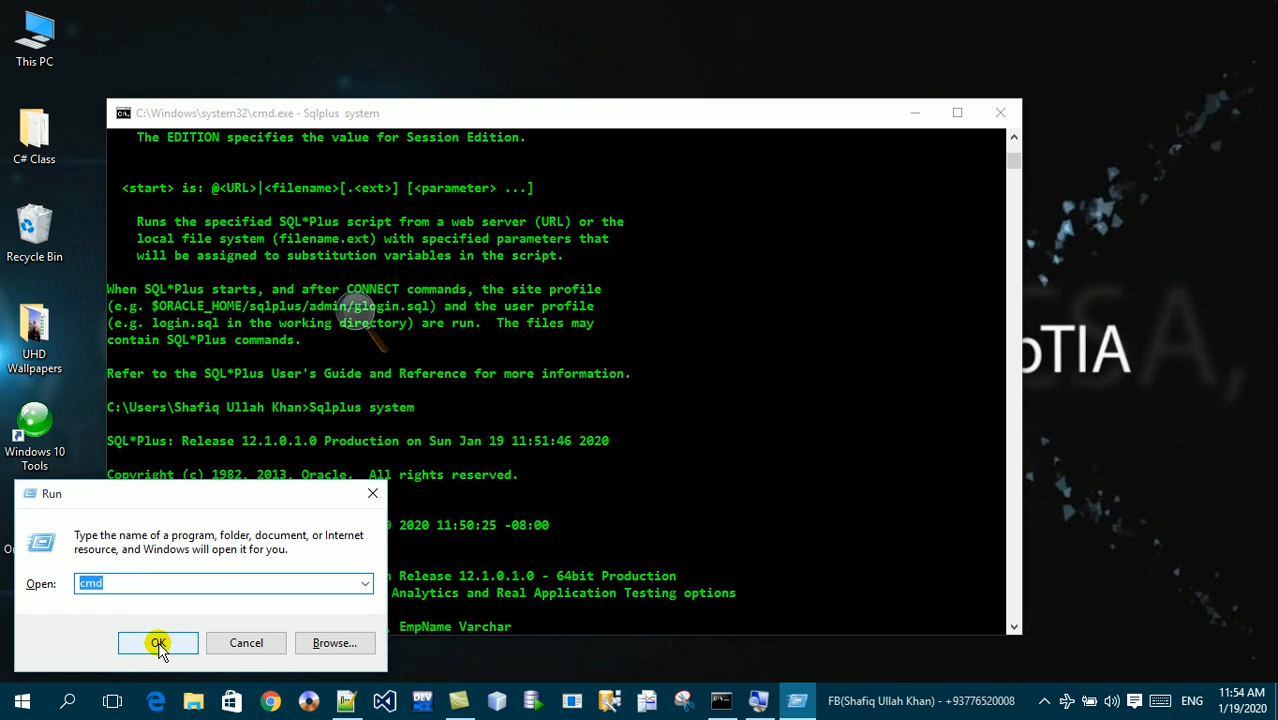 This PC
C# Class
Recycle Bin
UHD
Wallpapers
Windows 10
Tools
C:\Windows\system32\cmd.exe - Sqlplus  system
The EDITION specifies the value for Session Edition.
<start> is: @<URL>|<filename>[.<ext>] [<parameter> ...]
Runs the specified SQL*Plus script from a web server (URL) or the
local file system (filename.ext) with specified parameters that
will be assigned to substitution variables in the script.
When SQL*Plus starts, and after CONNECT commands, the site profile
(e.g. $ORACLE_HOME/sqlplus/admin/glogin.sql) and the user profile
(e.g. login.sql in the working directory) are run.  The files may
contain SQL*Plus commands.
Refer to the SQL*Plus User's Guide and Reference for more information.
C:\Users\Shafiq Ullah Khan>Sqlplus system
SQL*Plus: Release 12.1.0.1.0 Production on Sun Jan 19 11:51:46 2020
Copyright (c) 1982, 2013, Oracle.  All rights reserved.
2020 11:50:25 -08:00
Release 12.1.0.1.0 - 64bit Production
Analytics and Real Application Testing options
, EmpName Varchar
Run
Type the name of a program, folder, document, or Internet
resource, and Windows will open it for you.
Open:
cmd
OK
Cancel
Browse...
pTIA
SA,
DEV
FB(Shafiq Ullah Khan) - +93776520008
ENG
11:54 AM
1/19/2020